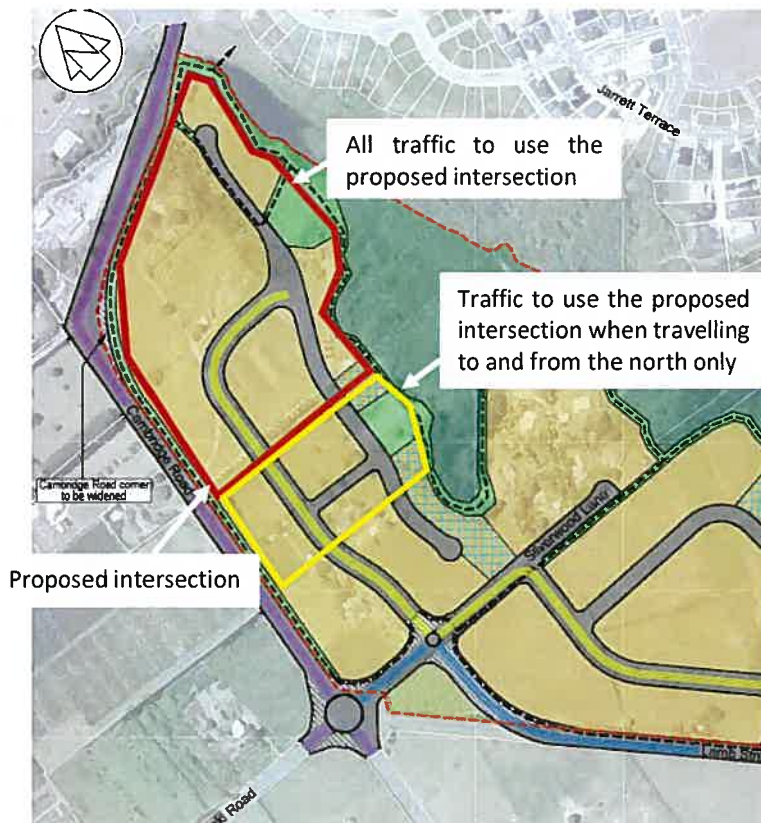 Jarrett Terrace
All traffic to use the
proposed intersection
Traffic to use the proposed
intersection when travelling
to and from the north only
Cambridge Road
Cambridge Road corner
to be widened
Proposed intersection
Silverwood Lane
Lamb
Road